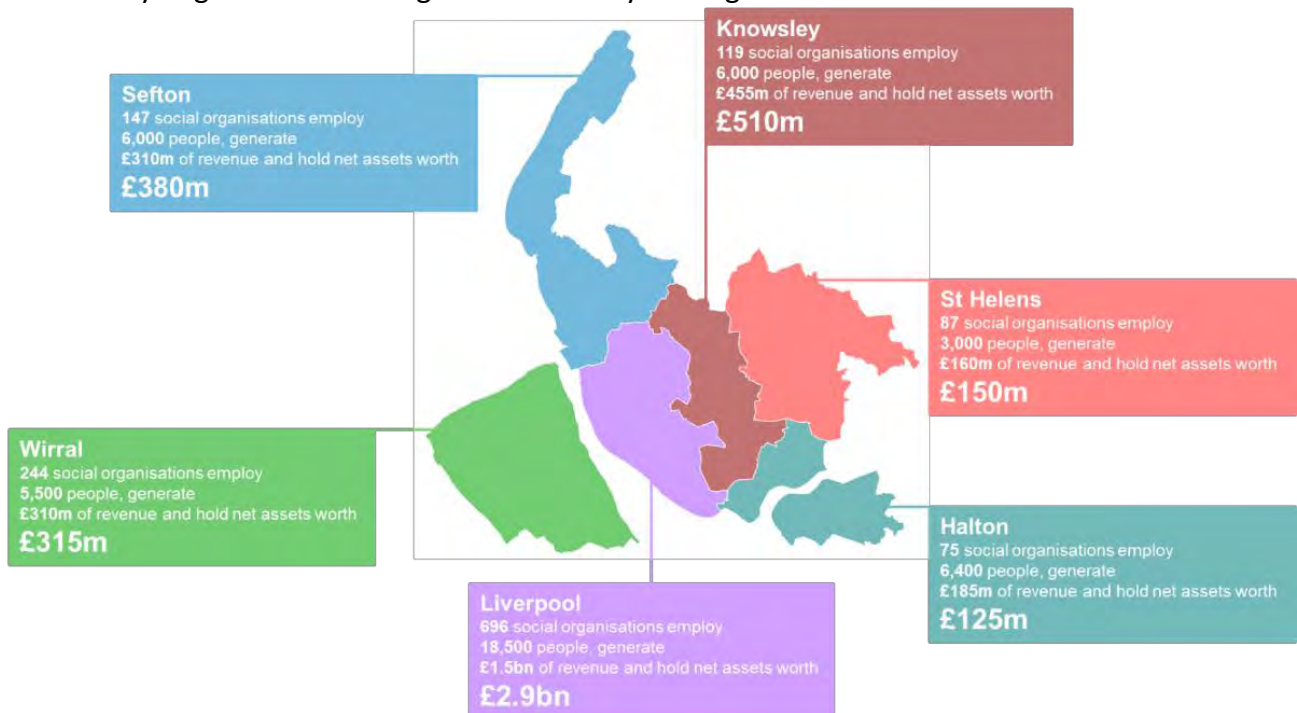 Knowsley
119 social organisations employ
6,000 people, generate
£455m of revenue and hold net assets worth
£510m
Sefton
147 social organisations employ
6,000 people, generate
£310m of revenue and hold net assets worth
£380m
St Helens
87 social organisations employ
3,000 people, generate
£160m of revenue and hold net assets worth
£150m
Wirral
244 social organisations employ
5,500 people, generate
£310m of revenue and hold net assets worth
£315m
Halton
75 social organisations employ
6,400 people, generate
£185m of revenue and hold net assets worth
£125m
Liverpool
696 social organisations employ
18,500 people, generate
£1.5bn of revenue and hold net assets worth
£2.9bn